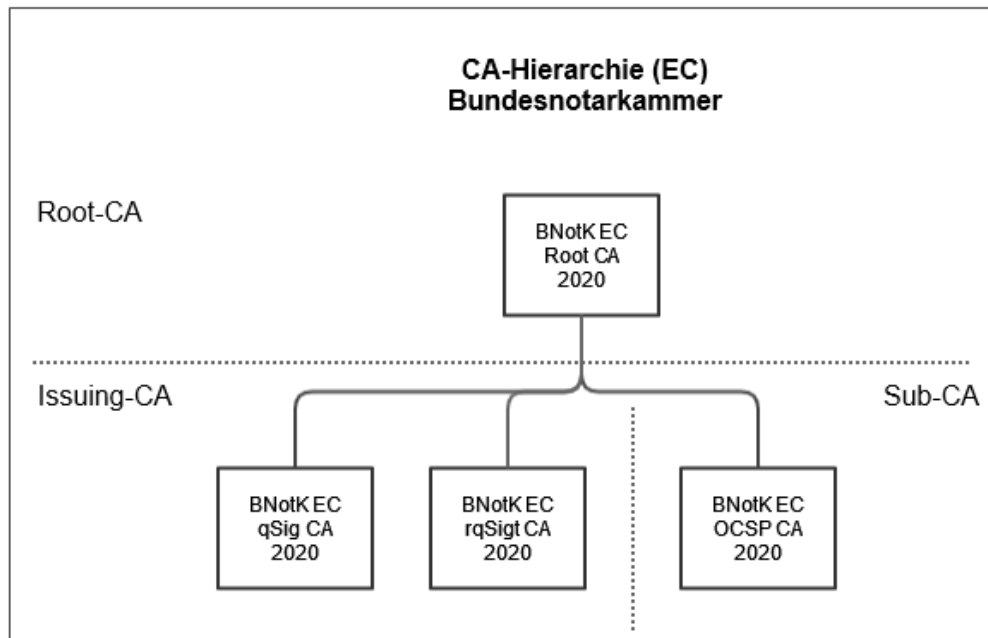 CA-Hierarchie (EC)
Bundesnotarkammer
Root-CA
BNotK EC
Root CA
2020
Issuing-CA
Sub-CA
BNotK EC
qSig CA
2020
BNotK EC
rqSigt CA
2020
BNotK EC
OCSP CA
2020